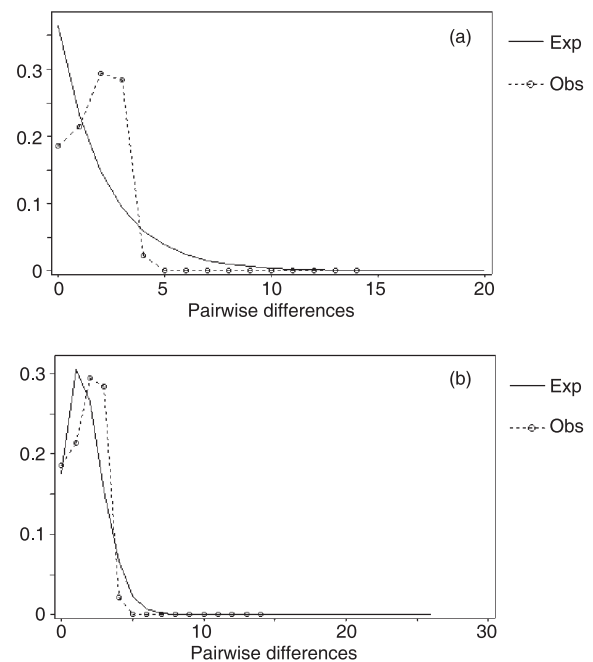 (a)
Exp
Obs
0.3
0.2
0.1
0
0 5 10 15 20
Pairwise differences
(b)
Exp
Obs
0.3
0.2
0.1
0
0 10 20 30
Pairwise differences